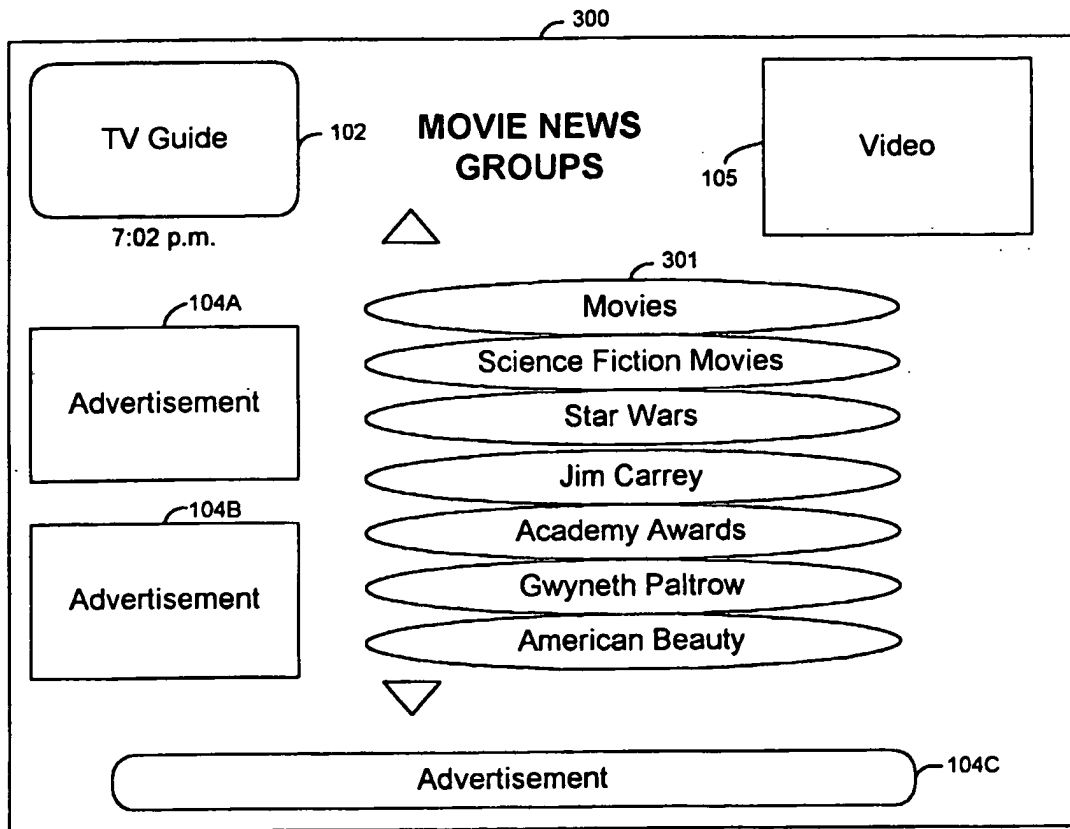 300
TV Guide
102
MOVIE NEWS
GROUPS
Video
105
7:02 p.m.
301
104A
Advertisement
104B
Advertisement
Movies
Science Fiction Movies
Star Wars
Jim Carrey
Academy Awards
Gwyneth Paltrow
American Beauty
Advertisement
104C